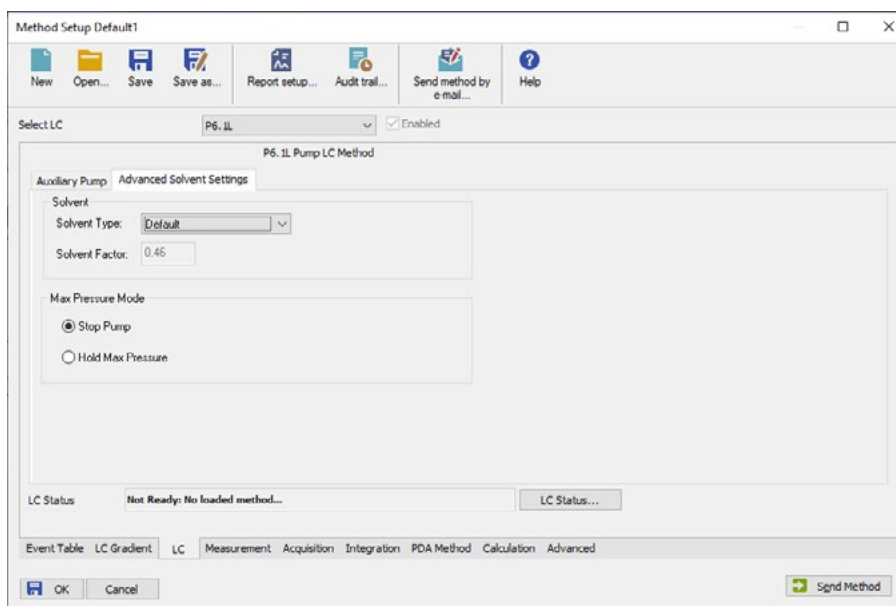 Method Setup Default1
New Open... Save Save as... Report setup... Audit trail... Send method by e-mail... Help
Select LC P6.1L Enabled
P6.1L Pump LC Method
Auxiliary Pump Advanced Solvent Settings
Solvent
Solvent Type: Default
Solvent Factor: 0.46
Max Pressure Mode
Stop Pump
Hold Max Pressure
LC Status Not Ready: No loaded method... LC Status...
Event Table LC Gradient LC Measurement Acquisition Integration PDA Method Calculation Advanced
OK Cancel Send Method